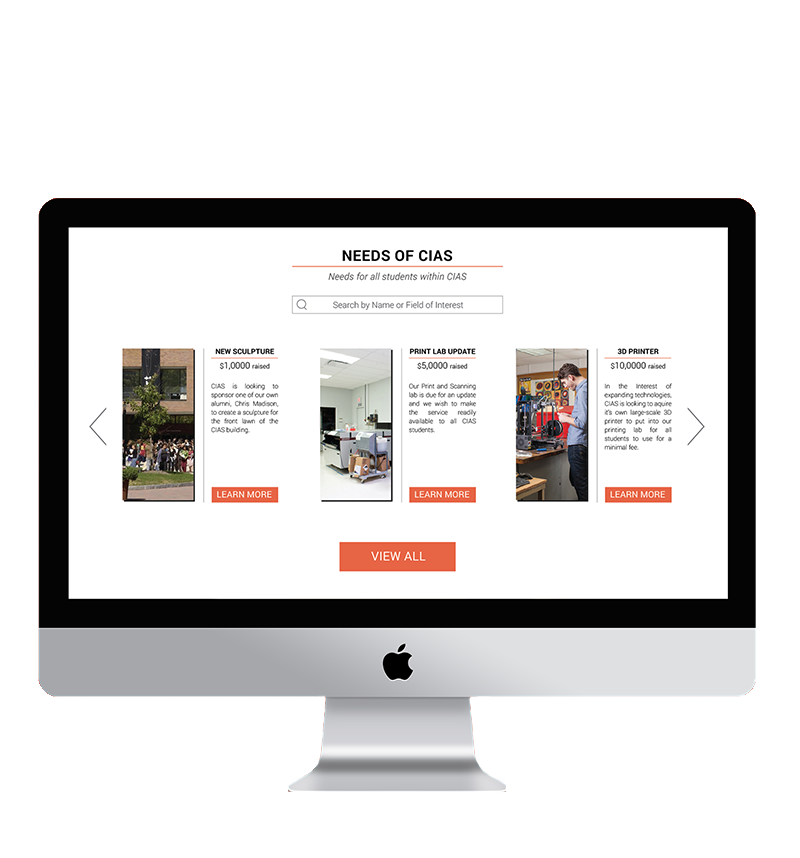 NEEDS OF CIAS
Needs for all students within CIAS
Search by Name or Field of Interest
NEW SCULPTURE
$1,0000 raised
CIAS is looking to
sponsor one of our own
alumni, Chris Madison,
to create a sculpture for
the front lawn of the
CIAS building.
LEARN MORE
PRINT LAB UPDATE
$5,0000 raised
Our Print and Scanning
lab is due for an update
and we wish to make
the service readily
available to all CIAS
students.
LEARN MORE
3D PRINTER
$10,0000 raised
In the Interest of
expanding technologies,
CIAS is looking to aquire
it's own large-scale 3D
printer to put into our
printing lab for all
students to use for a
minimal fee.
LEARN MORE
VIEW ALL